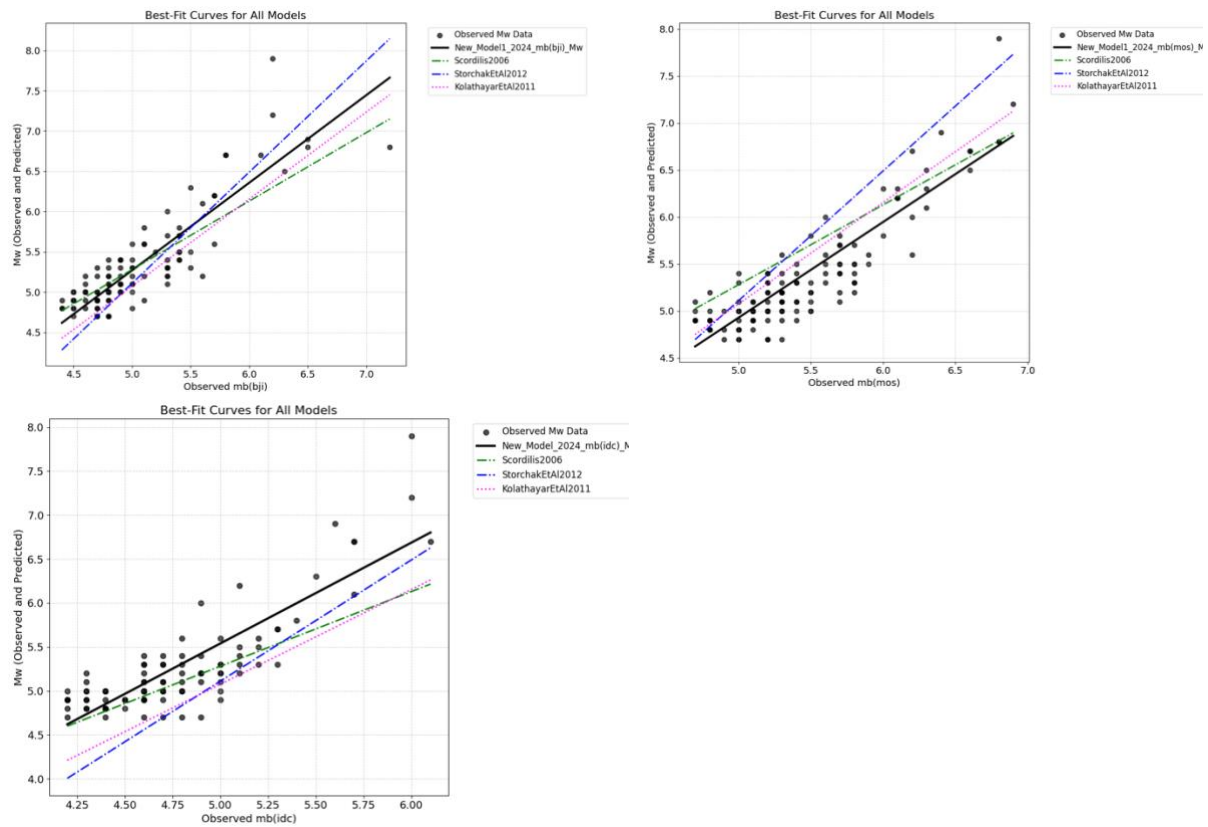 Best-Fit Curves for All Models
8.0
7.5
7.0
6.5
6.0
5.5
5.0
4.5
Mw (Observed and Predicted)
4.5 5.0 5.5 6.0 6.5 7.0
Observed mb(bji)
Observed Mw Data
New_Model1_2024_mb(bji)_Mw
Scordilis2006
StorchakEtAl2012
KolathayarEtAl2011
Best-Fit Curves for All Models
8.0
7.5
7.0
6.5
6.0
5.5
5.0
4.5
Mw (Observed and Predicted)
5.0 5.5 6.0 6.5 7.0
Observed mb(mos)
Observed Mw Data
New_Model1_2024_mb(mos)_M
Scordilis2006
StorchakEtAl2012
KolathayarEtAl2011
Best-Fit Curves for All Models
8.0
7.5
7.0
6.5
6.0
5.5
5.0
4.5
4.0
Mw (Observed and Predicted)
4.25 4.50 4.75 5.00 5.25 5.50 5.75 6.00
Observed mb(idc)
Observed Mw Data
New_Model_2024_mb(idc)_M
Scordilis2006
StorchakEtAl2012
KolathayarEtAl2011